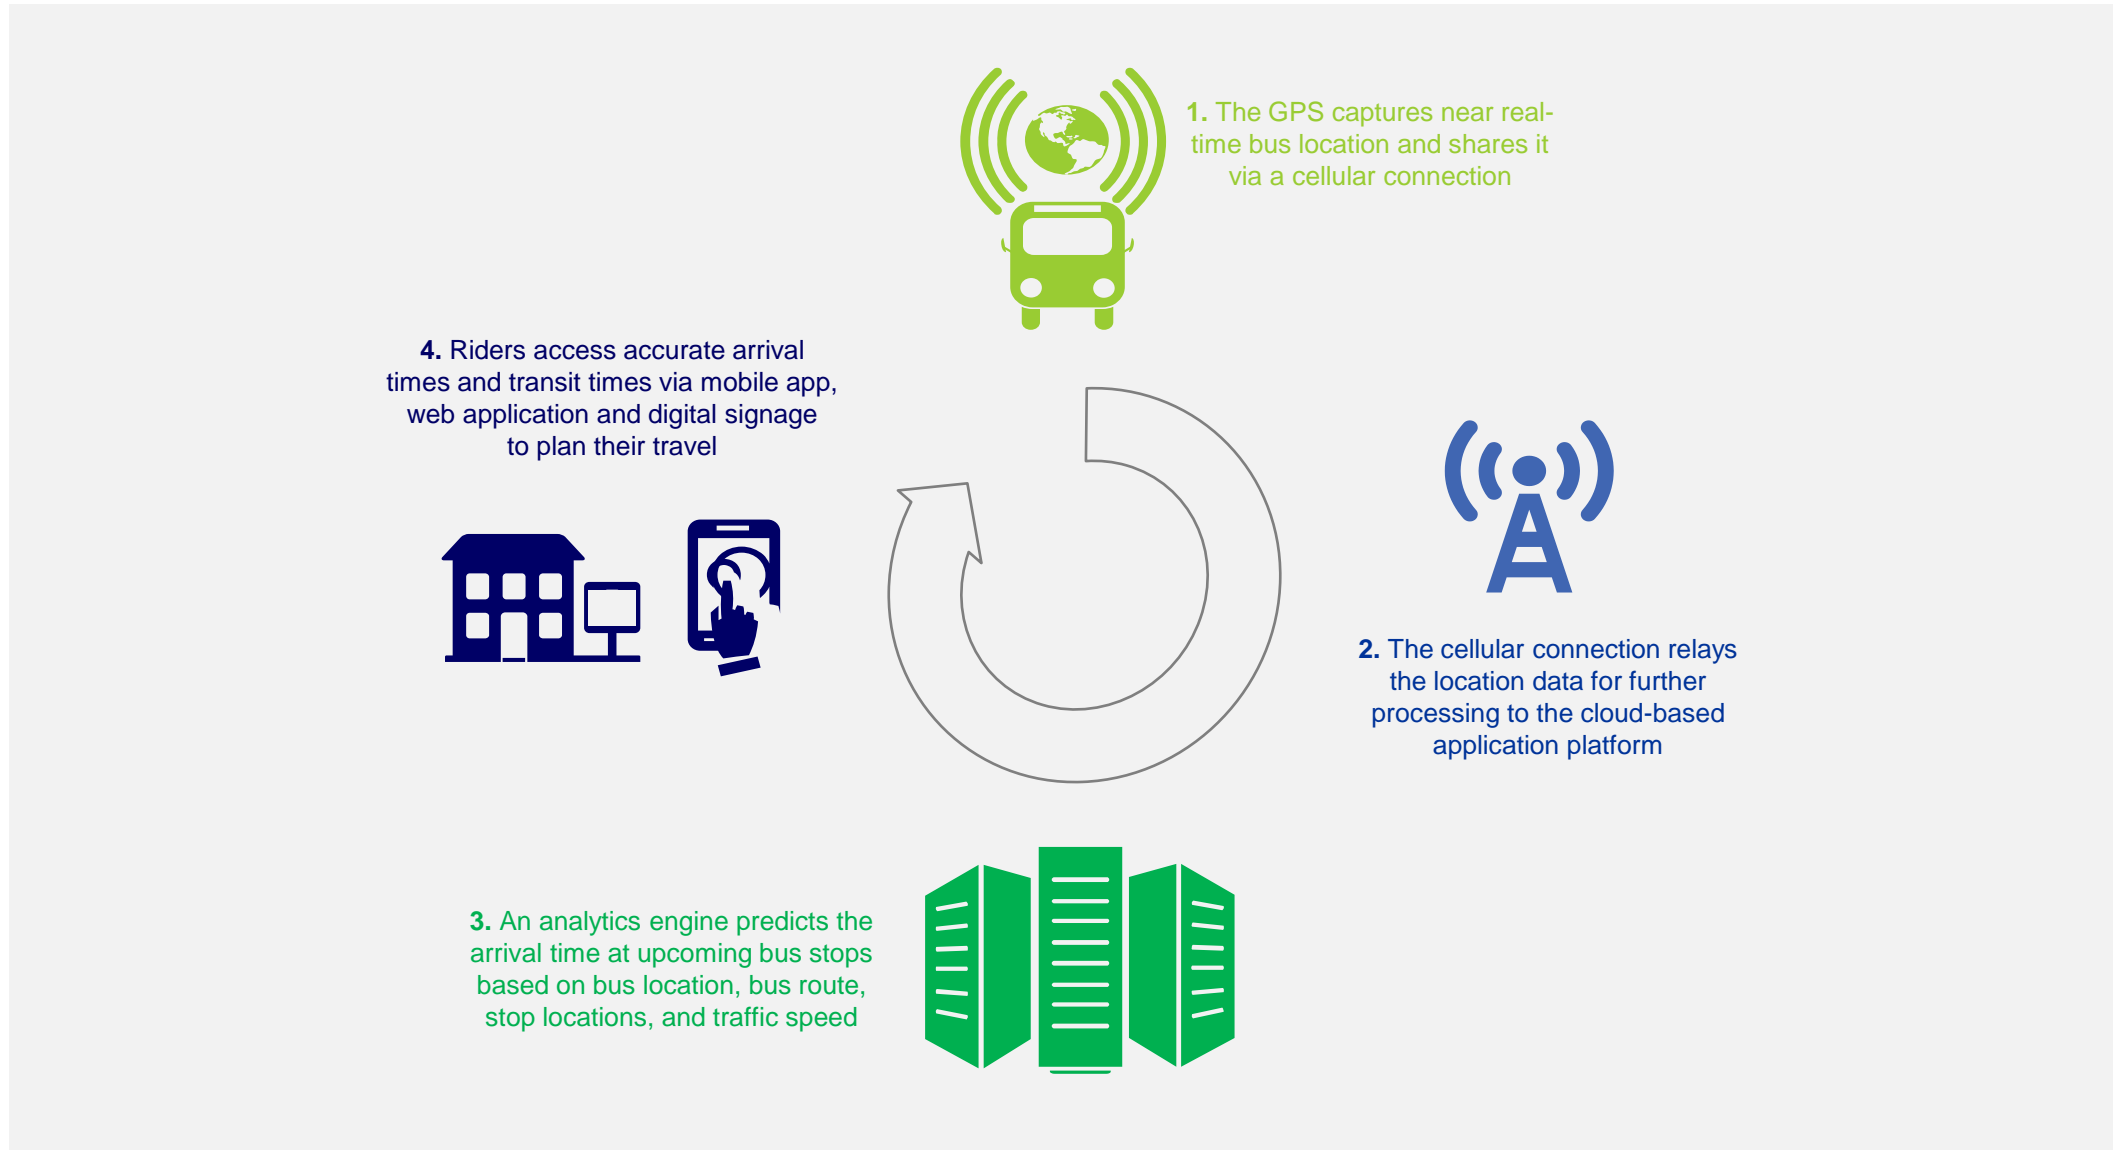 1. The GPS captures near real-
time bus location and shares it
via a cellular connection
2. The cellular connection relays
the location data for further
processing to the cloud-based
application platform
3. An analytics engine predicts the
arrival time at upcoming bus stops
based on bus location, bus route,
stop locations, and traffic speed
4. Riders access accurate arrival
times and transit times via mobile app,
web application and digital signage
to plan their travel